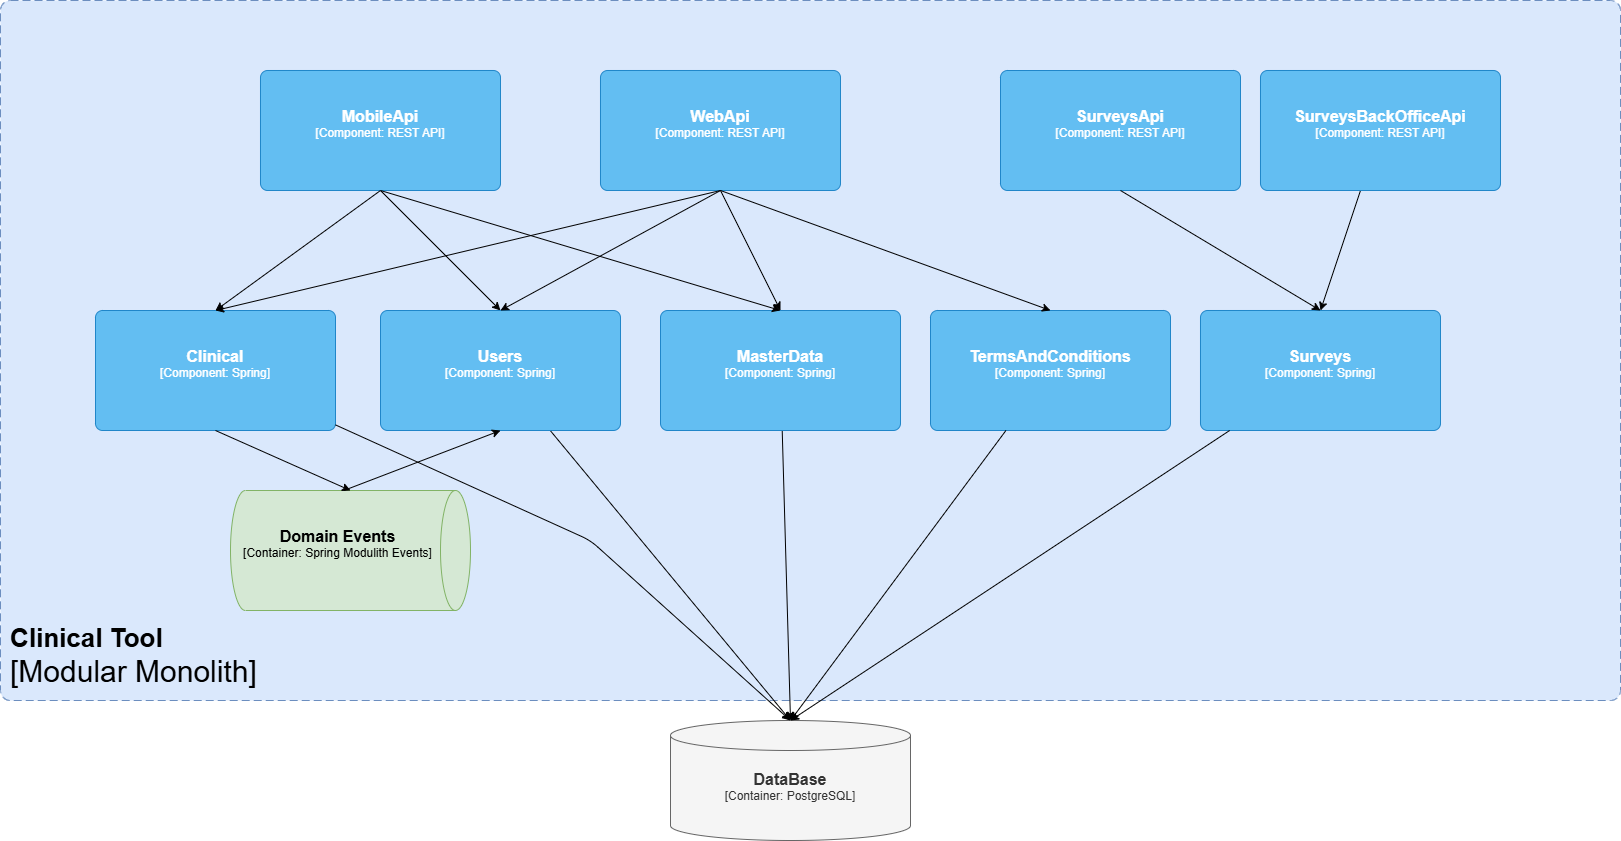 MobileApi
[Component: REST API]
WebApi
[Component: REST API]
SurveysApi
[Component: REST API]
SurveysBackOfficeApi
[Component: REST API]
Clinical
[Component: Spring]
Users
[Component: Spring]
MasterData
[Component: Spring]
TermsAndConditions
[Component: Spring]
Surveys
[Component: Spring]
Domain Events
[Container: Spring Modulith Events]
Clinical Tool
[Modular Monolith]
DataBase
[Container: PostgreSQL]